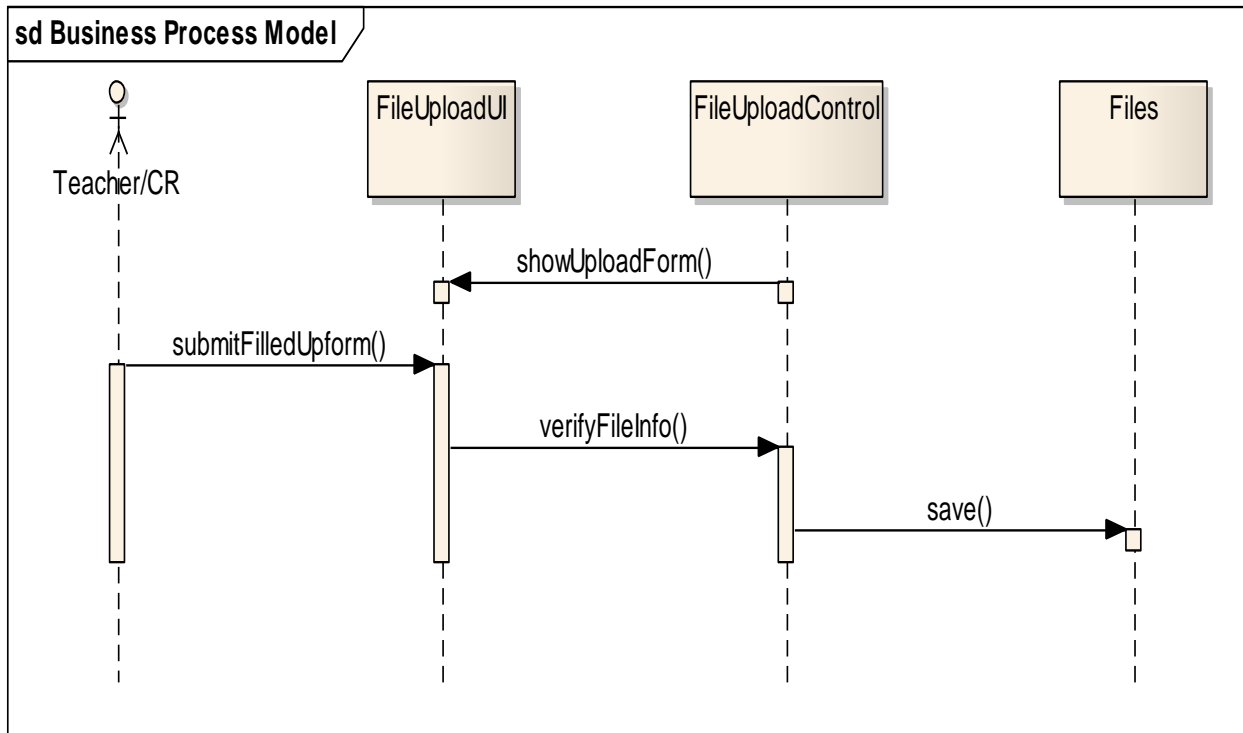 sd Business Process Model
FileUploadUI
FileUploadControl
Files
Teacher/CR
showUploadForm()
submitFilledUpform()
verifyFileInfo()
save()